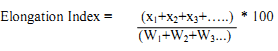 Elongation Index = (x₁+x₂+x₃+…..) * 100
(W₁+W₂+W₃...)